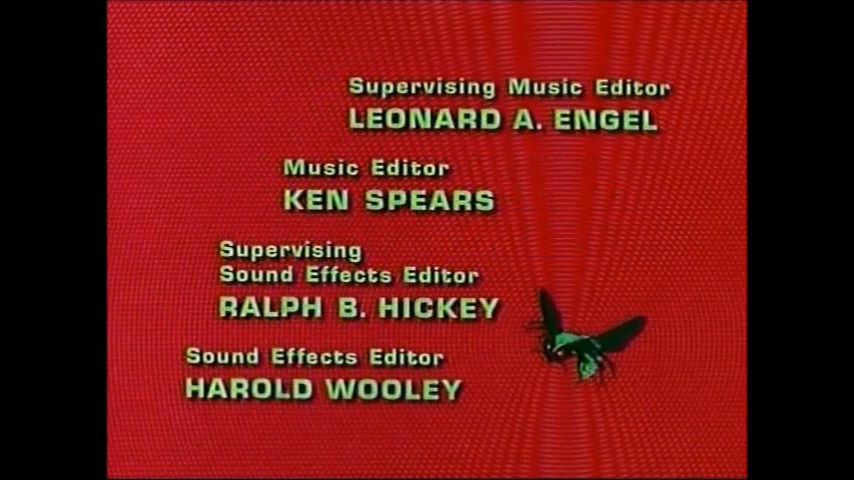 Supervising Music Editor
LEONARD A. ENGEL
Music Editor
KEN SPEARS
Supervising
Sound Effects Editor
RALPH B. HICKEY
Sound Effects Editor
HAROLD WOOLEY